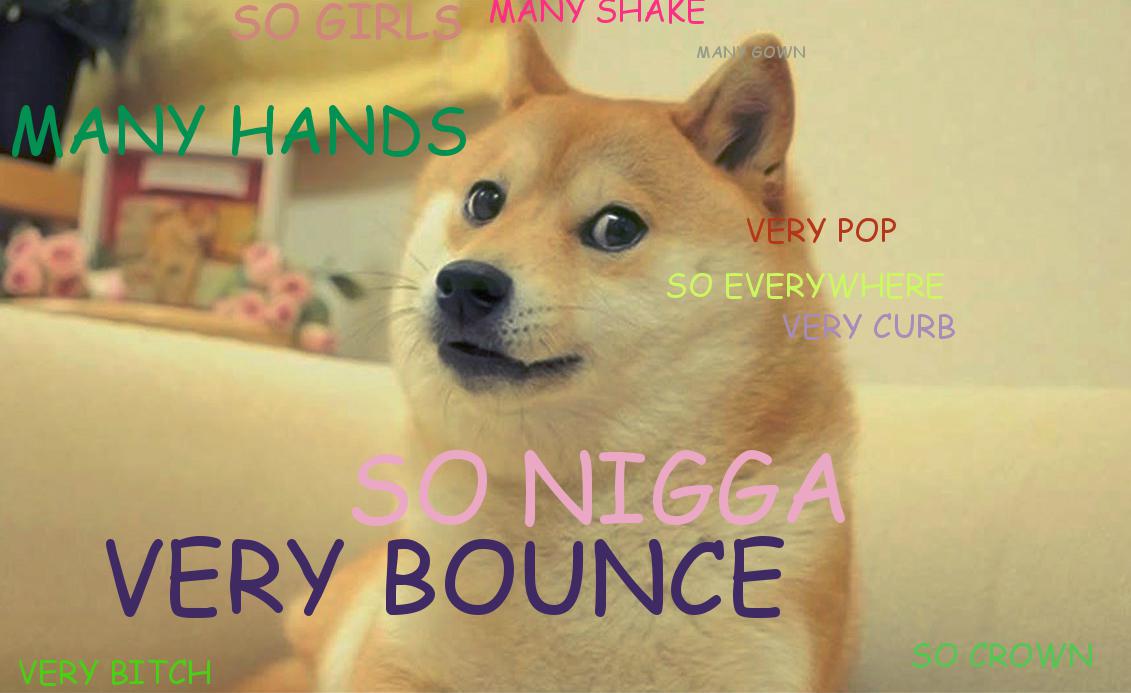 SO GIRLS
MANY SHAKE
MANY GOWN
MANY HANDS
VERY POP
SO EVERYWHERE
VERY CURB
SO NIGGA
VERY BOUNCE
SO CROWN
VERY BITCH